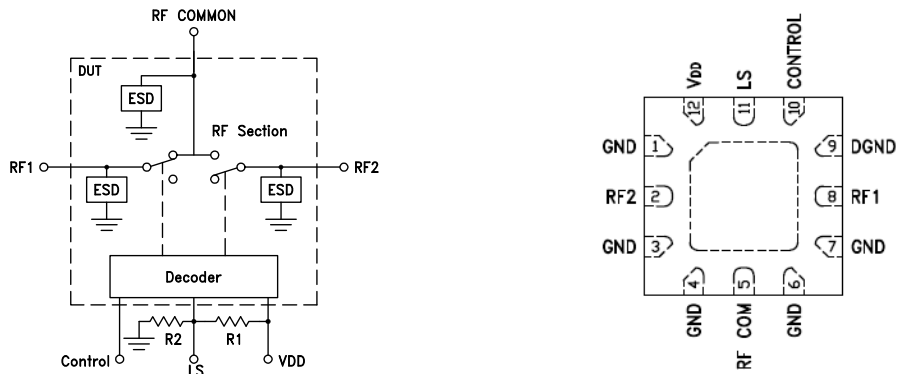 RF COMMON
DUT
ESD
RF Section
RF1
RF2
ESD
ESD
Decoder
R2
R1
Control
LS
VDD
VDD
LS
CONTROL
12
11
10
GND
1
9
DGND
RF2
2
8
RF1
GND
3
7
GND
4
5
6
GND
RF COM
GND